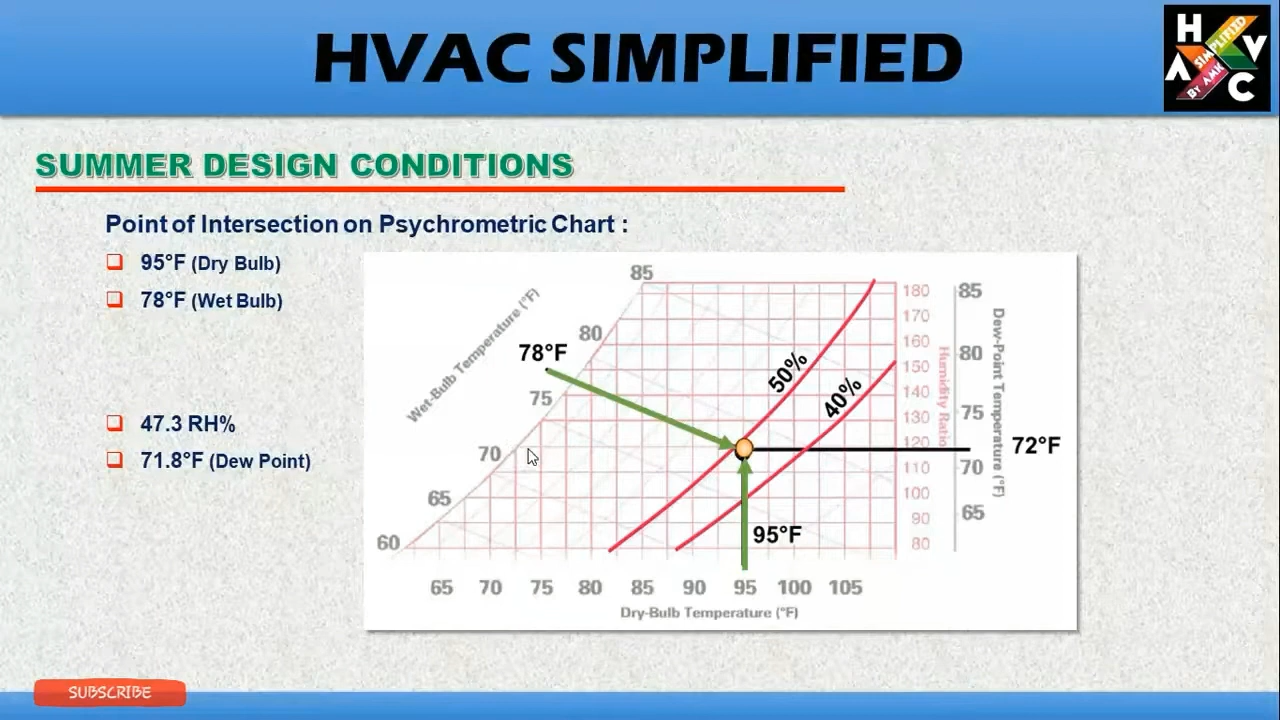 HVAC SIMPLIFIED
H V A C SIMPLIFIED By AMK
SUMMER DESIGN CONDITIONS
Point of Intersection on Psychrometric Chart :
95°F (Dry Bulb)
78°F (Wet Bulb)
47.3 RH%
71.8°F (Dew Point)
Wet-Bulb Temperature (°F)
85
80
78°F
75
70
65
60
50%
40%
95°F
180
170
160
150
140
130
120
110
100
90
80
Humidity Ratio
85
80
75
70
65
Dew-Point Temperature (°F)
72°F
65 70 75 80 85 90 95 100 105
Dry-Bulb Temperature (°F)
SUBSCRIBE